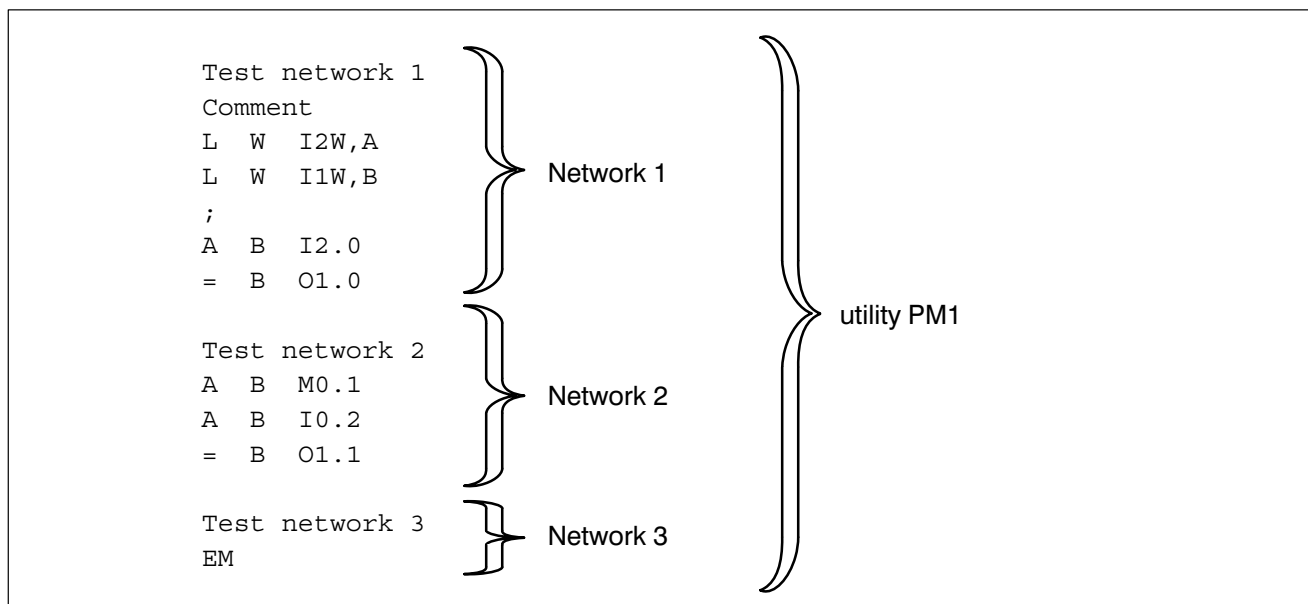 Test network 1
Comment
L W I2W,A
L W I1W,B
;
A B I2.0
= B O1.0
Network 1
Test network 2
A B M0.1
A B I0.2
= B O1.1
Network 2
Test network 3
EM
Network 3
utility PM1